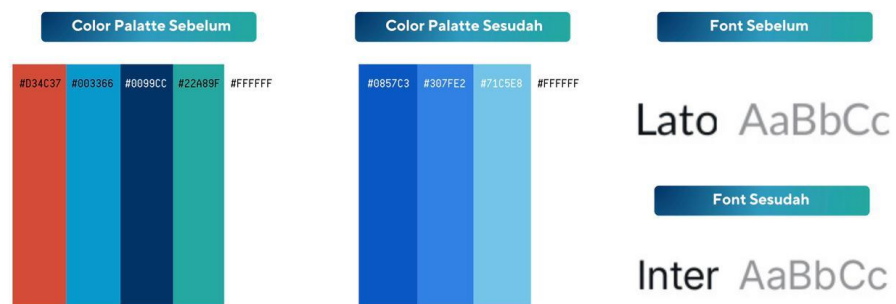 Color Palatte Sebelum
#D34C37 #003366 #0099CC #22A89F #FFFFFF
Color Palatte Sesudah
#0857C3 #307FE2 #71C5E8 #FFFFFF
Font Sebelum
Lato AaBbCc
Font Sesudah
Inter AaBbCc